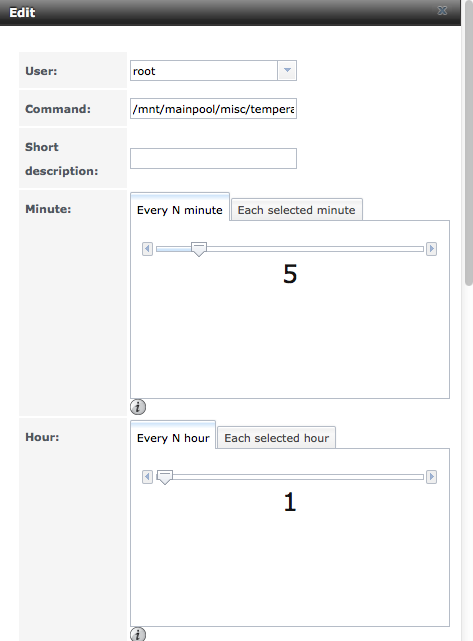 Edit
User:
root
Command:
/mnt/mainpool/misc/tempera
Short
description:
Minute:
Every N minute
Each selected minute
5
Hour:
Every N hour
Each selected hour
1